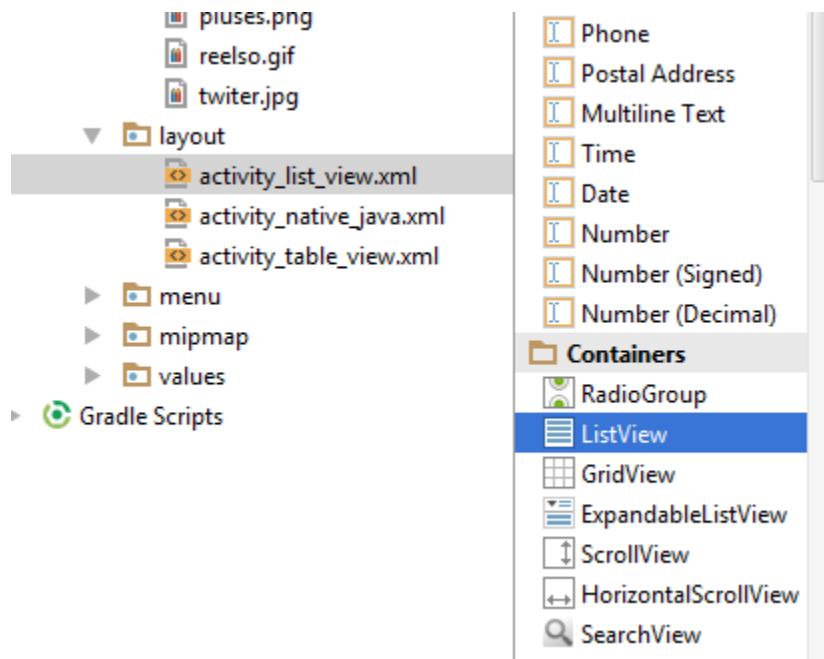 pluses.png
reelso.gif
twiter.jpg
layout
activity_list_view.xml
activity_native_java.xml
activity_table_view.xml
menu
mipmap
values
Gradle Scripts
Phone
Postal Address
Multiline Text
Time
Date
Number
Number (Signed)
Number (Decimal)
Containers
RadioGroup
ListView
GridView
ExpandableListView
ScrollView
HorizontalScrollView
SearchView